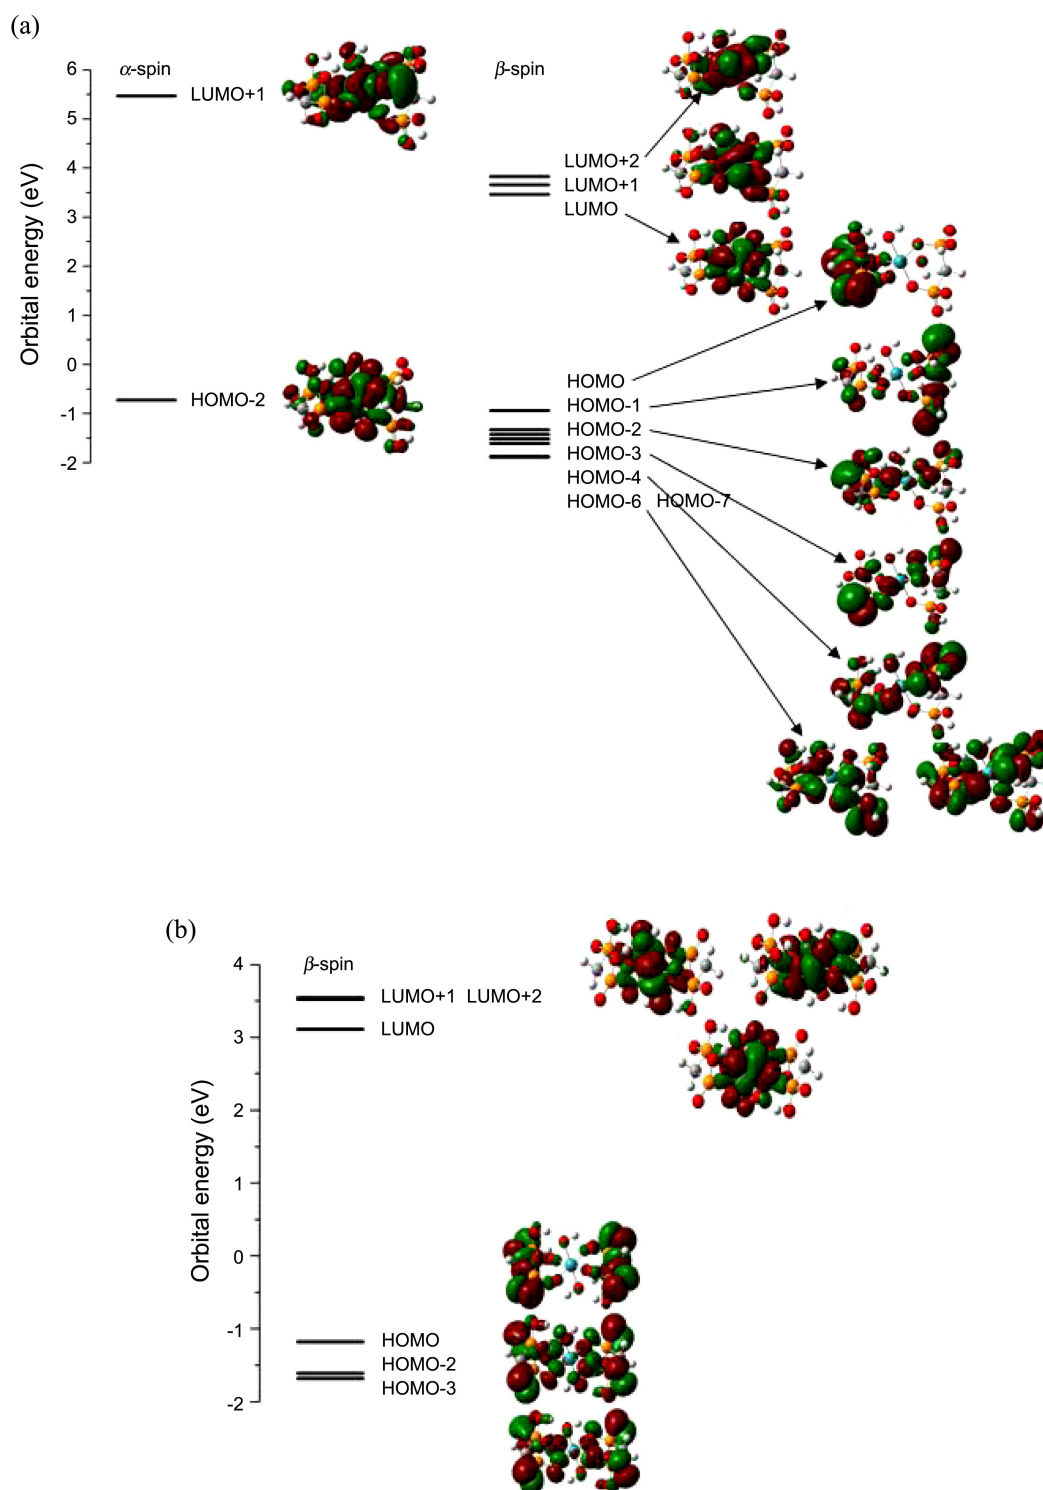 (a)
α-spin
β-spin
Orbital energy (eV)
6
5
4
3
2
1
0
-1
-2
LUMO+1
HOMO-2
LUMO+2
LUMO+1
LUMO
HOMO
HOMO-1
HOMO-2
HOMO-3
HOMO-4
HOMO-6 HOMO-7
(b)
β-spin
Orbital energy (eV)
4
3
2
1
0
-1
-2
LUMO+1 LUMO+2
LUMO
HOMO
HOMO-2
HOMO-3